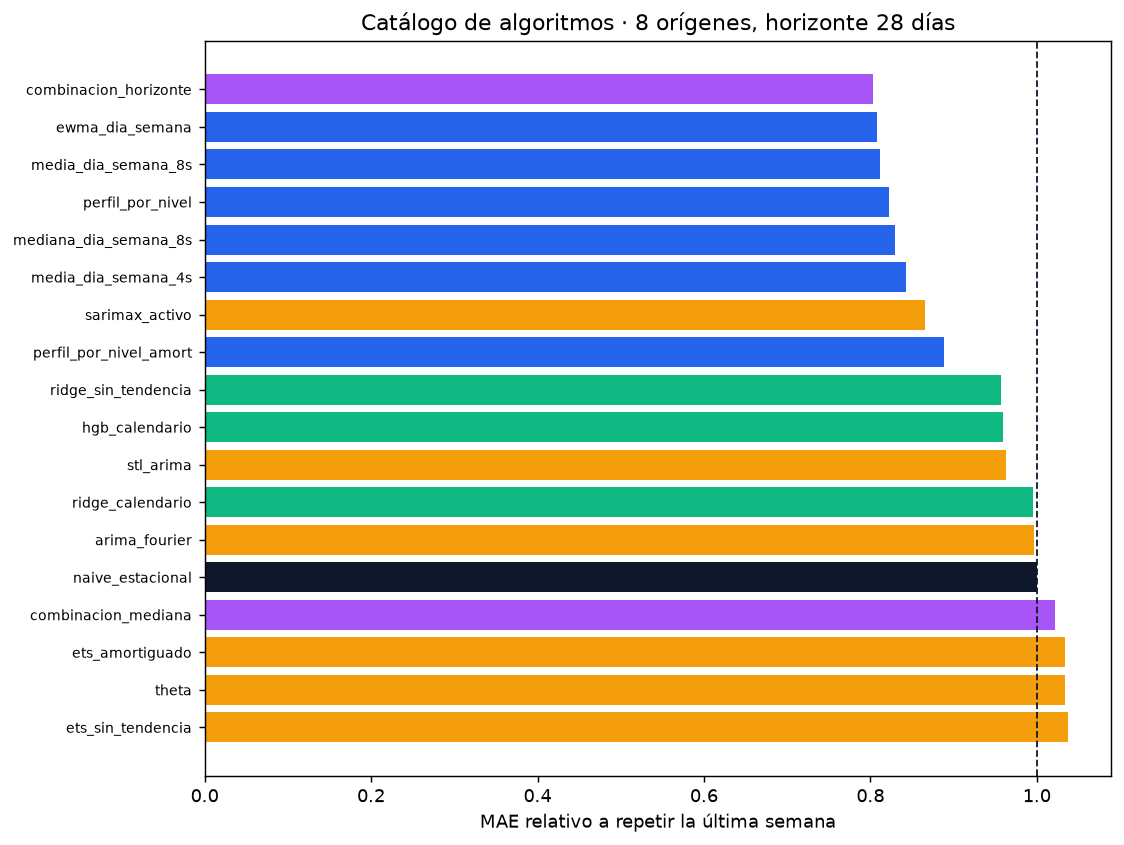 Catálogo de algoritmos · 8 orígenes, horizonte 28 días
combinacion_horizonte
ewma_dia_semana
media_dia_semana_8s
perfil_por_nivel
mediana_dia_semana_8s
media_dia_semana_4s
sarimax_activo
perfil_por_nivel_amort
ridge_sin_tendencia
hgb_calendario
stl_arima
ridge_calendario
arima_fourier
naive_estacional
combinacion_mediana
ets_amortiguado
theta
ets_sin_tendencia
0.0 0.2 0.4 0.6 0.8 1.0
MAE relativo a repetir la última semana